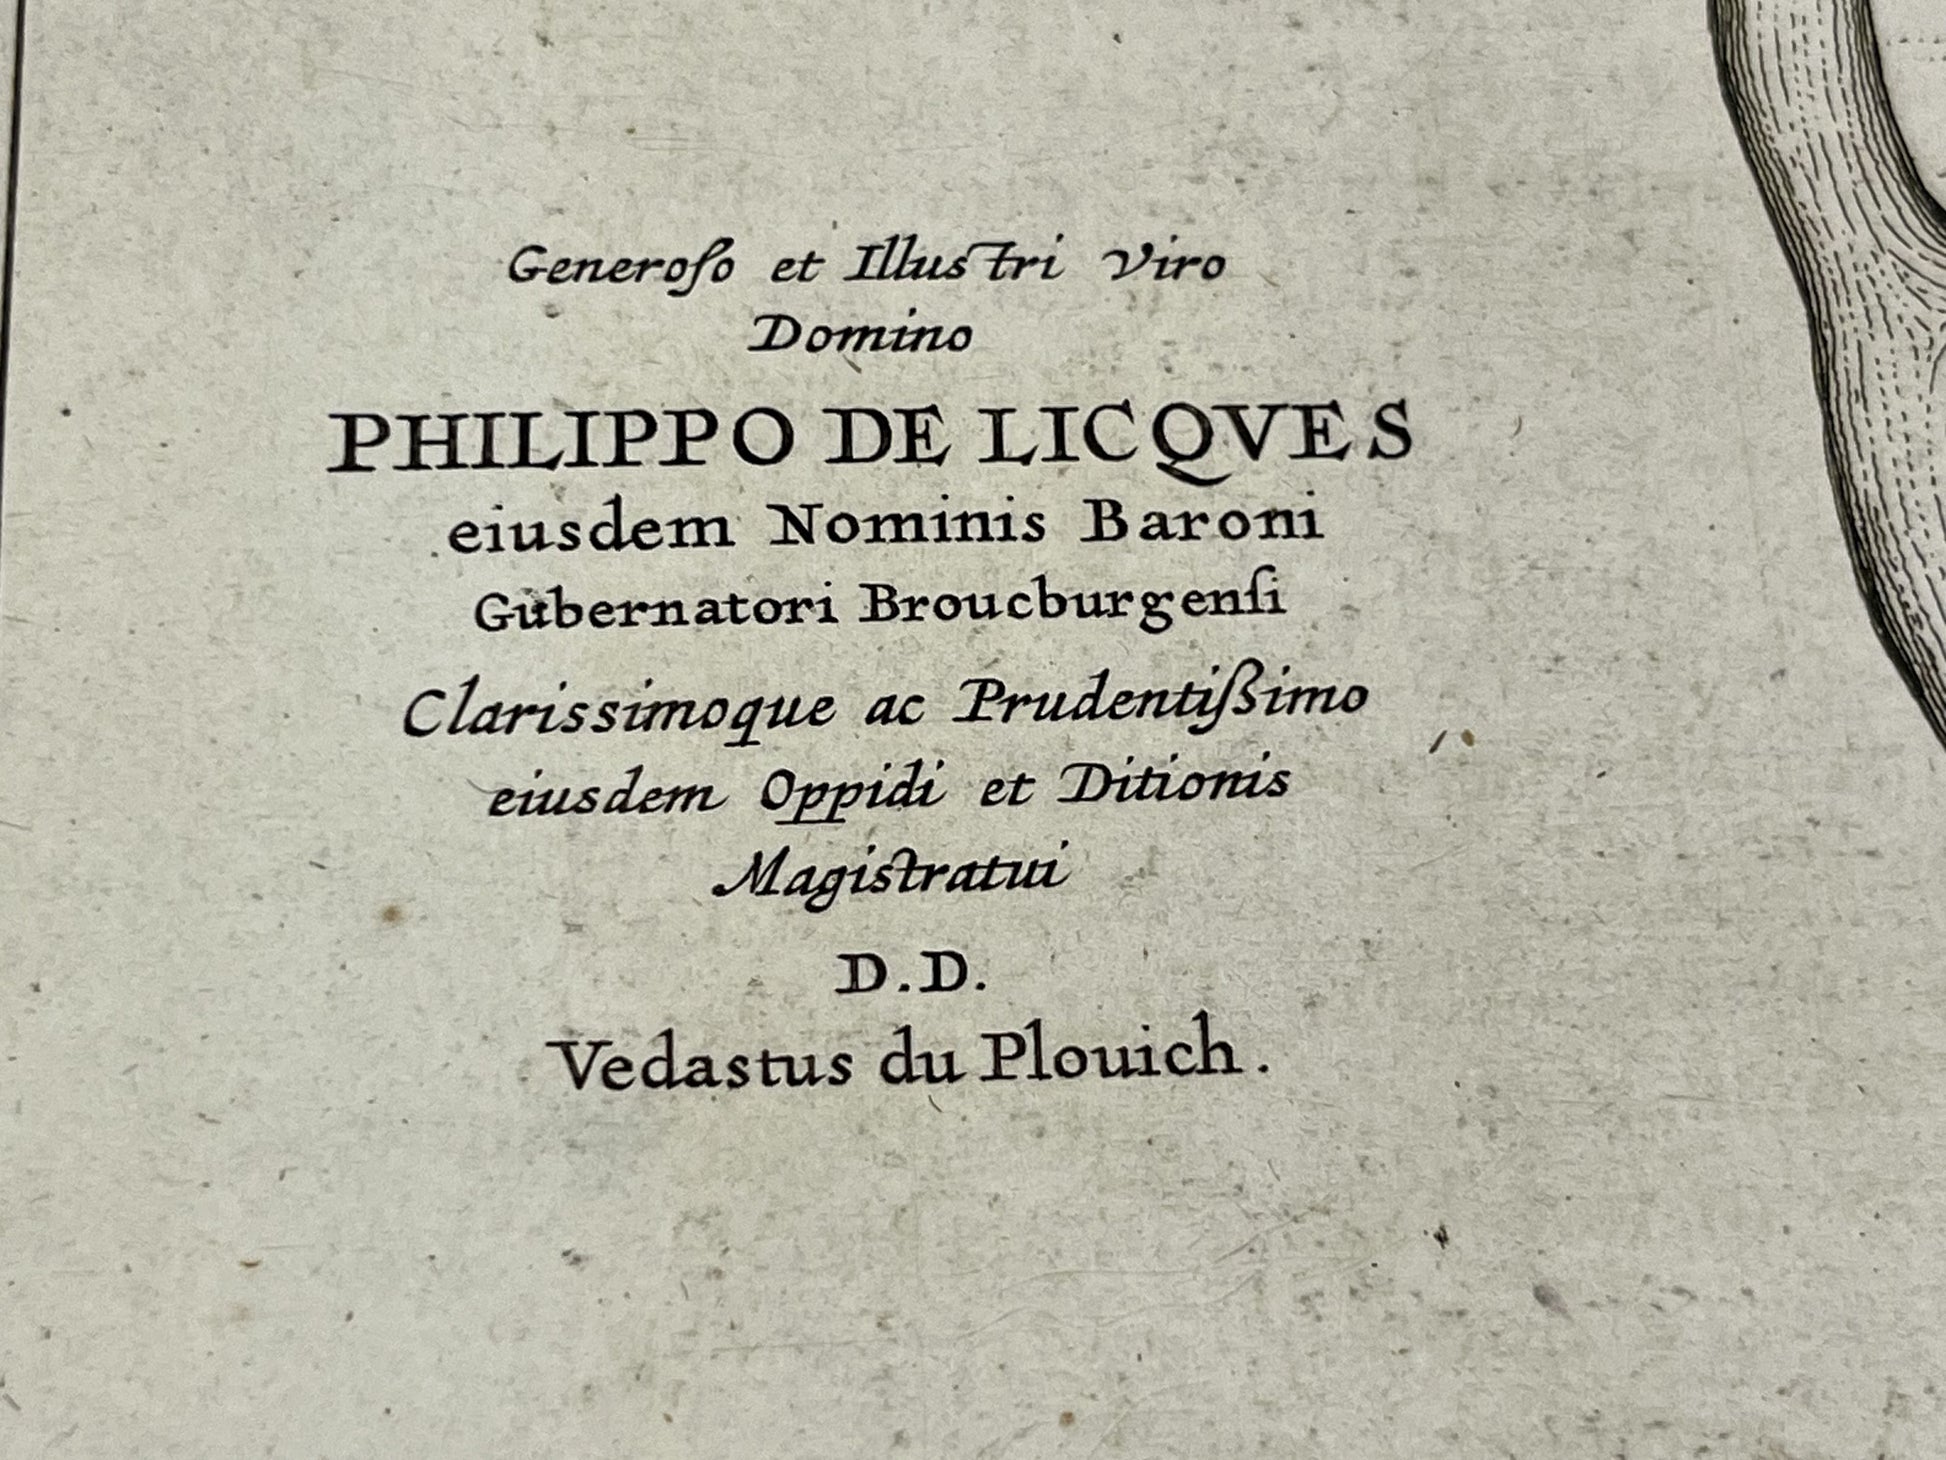 Generoſo et Illustri Viro
Domino
PHILIPPO DE LICQVES
eiusdem Nominis Baroni
Gubernatori Broucburgenſi
Clarissimoque ac Prudentiſsimo
eiusdem Oppidi et Ditionis
Magistratui
D.D.
Vedastus du Plouich.